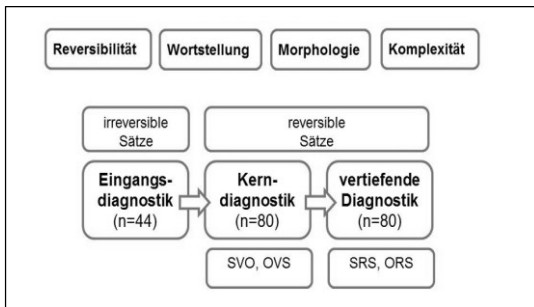 Reversibilität
Wortstellung
Morphologie
Komplexität
irreversible
Sätze
reversible
Sätze
Eingangs-
diagnostik
(n=44)
Kern-
diagnostik
(n=80)
vertiefende
Diagnostik
(n=80)
SVO, OVS
SRS, ORS